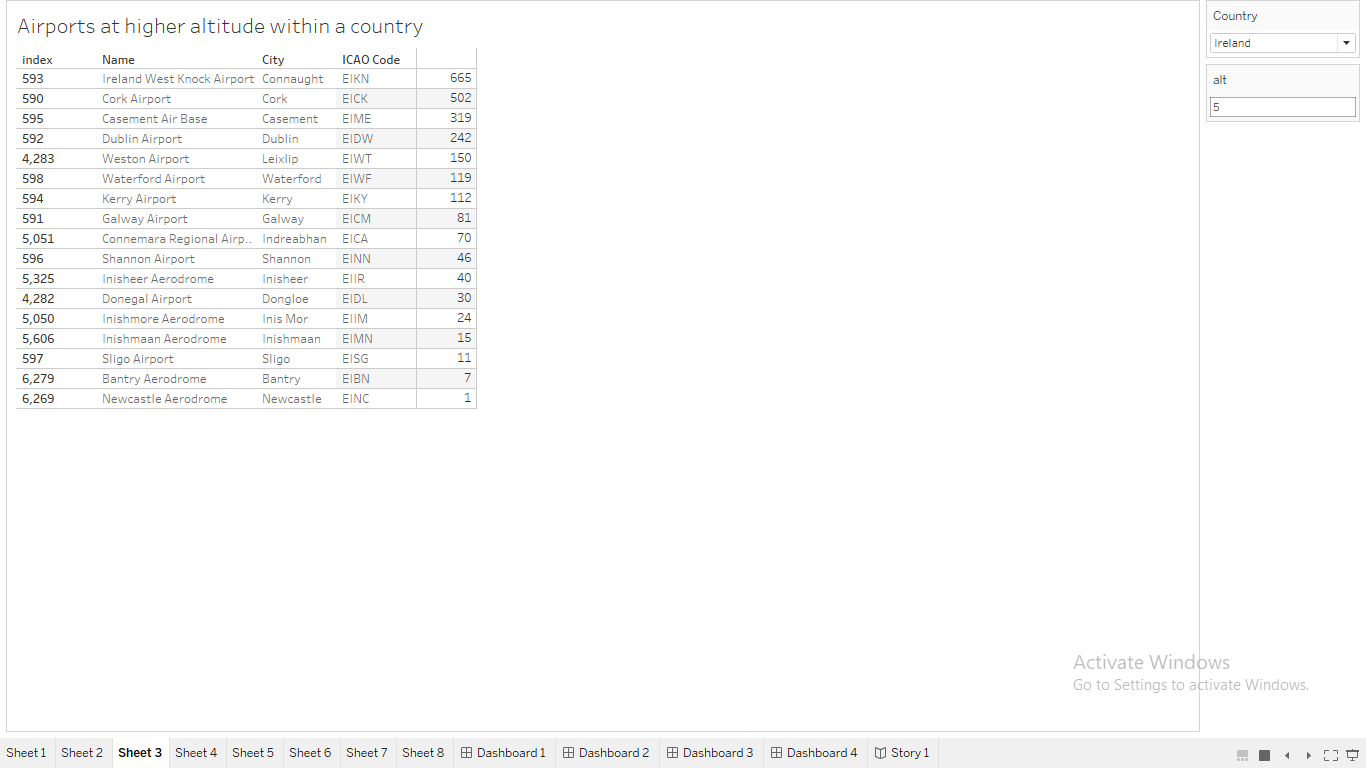 Airports at higher altitude within a country
index Name City ICAO Code
593 Ireland West Knock Airport Connaught EIKN 665
590 Cork Airport Cork EICK 502
595 Casement Air Base Casement EIME 319
592 Dublin Airport Dublin EIDW 242
4,283 Weston Airport Leixlip EIWT 150
598 Waterford Airport Waterford EIWF 119
594 Kerry Airport Kerry EIKY 112
591 Galway Airport Galway EICM 81
5,051 Connemara Regional Airp.. Indreabhan EICA 70
596 Shannon Airport Shannon EINN 46
5,325 Inisheer Aerodrome Inisheer EIIR 40
4,282 Donegal Airport Dongloe EIDL 30
5,050 Inishmore Aerodrome Inis Mor EIIM 24
5,606 Inishmaan Aerodrome Inishmaan EIMN 15
597 Sligo Airport Sligo EISG 11
6,279 Bantry Aerodrome Bantry EIBN 7
6,269 Newcastle Aerodrome Newcastle EINC 1
Country
Ireland
alt
5
Activate Windows
Go to Settings to activate Windows.
Sheet 1 Sheet 2 Sheet 3 Sheet 4 Sheet 5 Sheet 6 Sheet 7 Sheet 8 Dashboard 1 Dashboard 2 Dashboard 3 Dashboard 4 Story 1